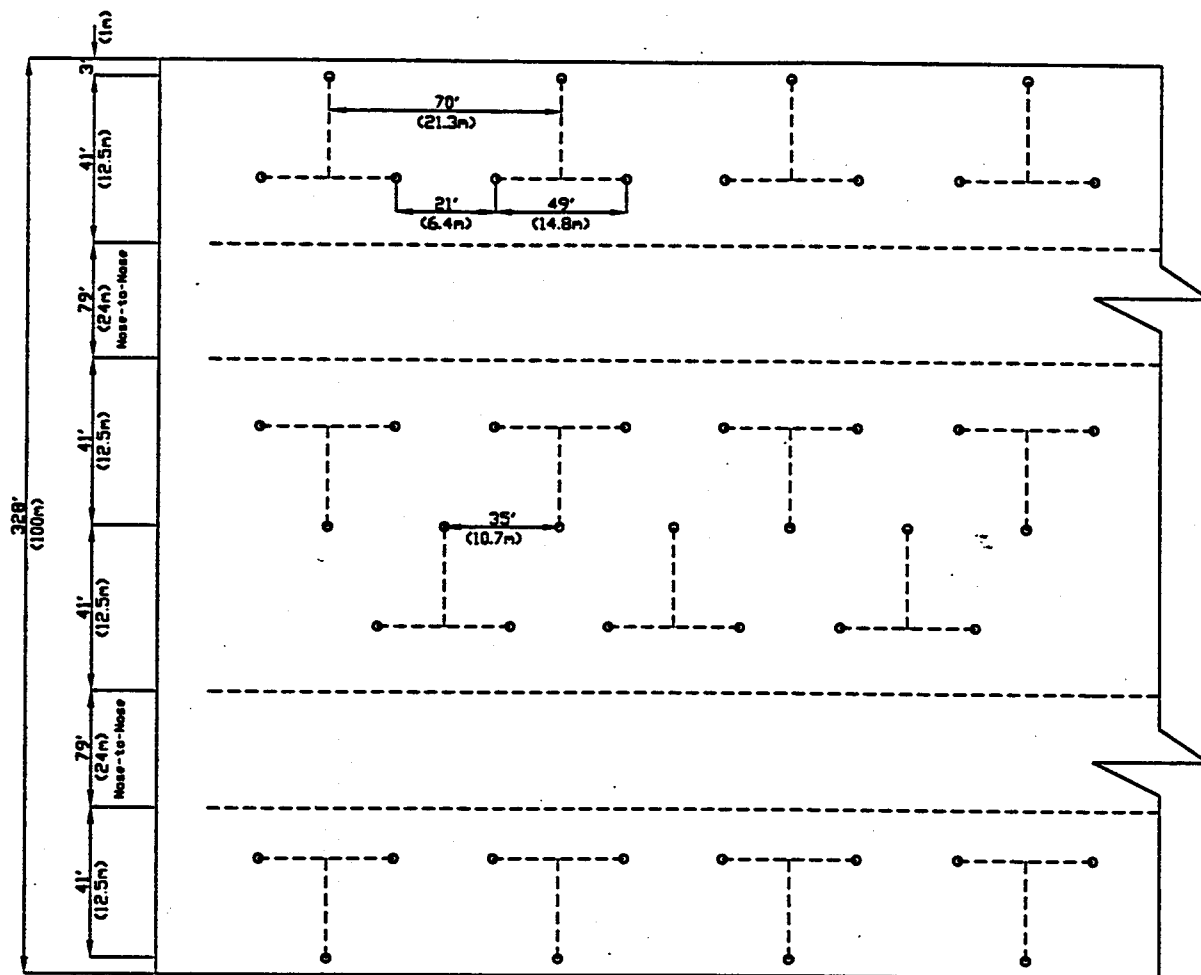 3'
(1m)
41'
(12.5m)
70'
(21.3m)
21'
(6.4m)
49'
(14.8m)
79'
(24m)
Nose-to-Nose
41'
(12.5m)
328'
(100m)
35'
(10.7m)
41'
(12.5m)
79'
(24m)
Nose-to-Nose
41'
(12.5m)